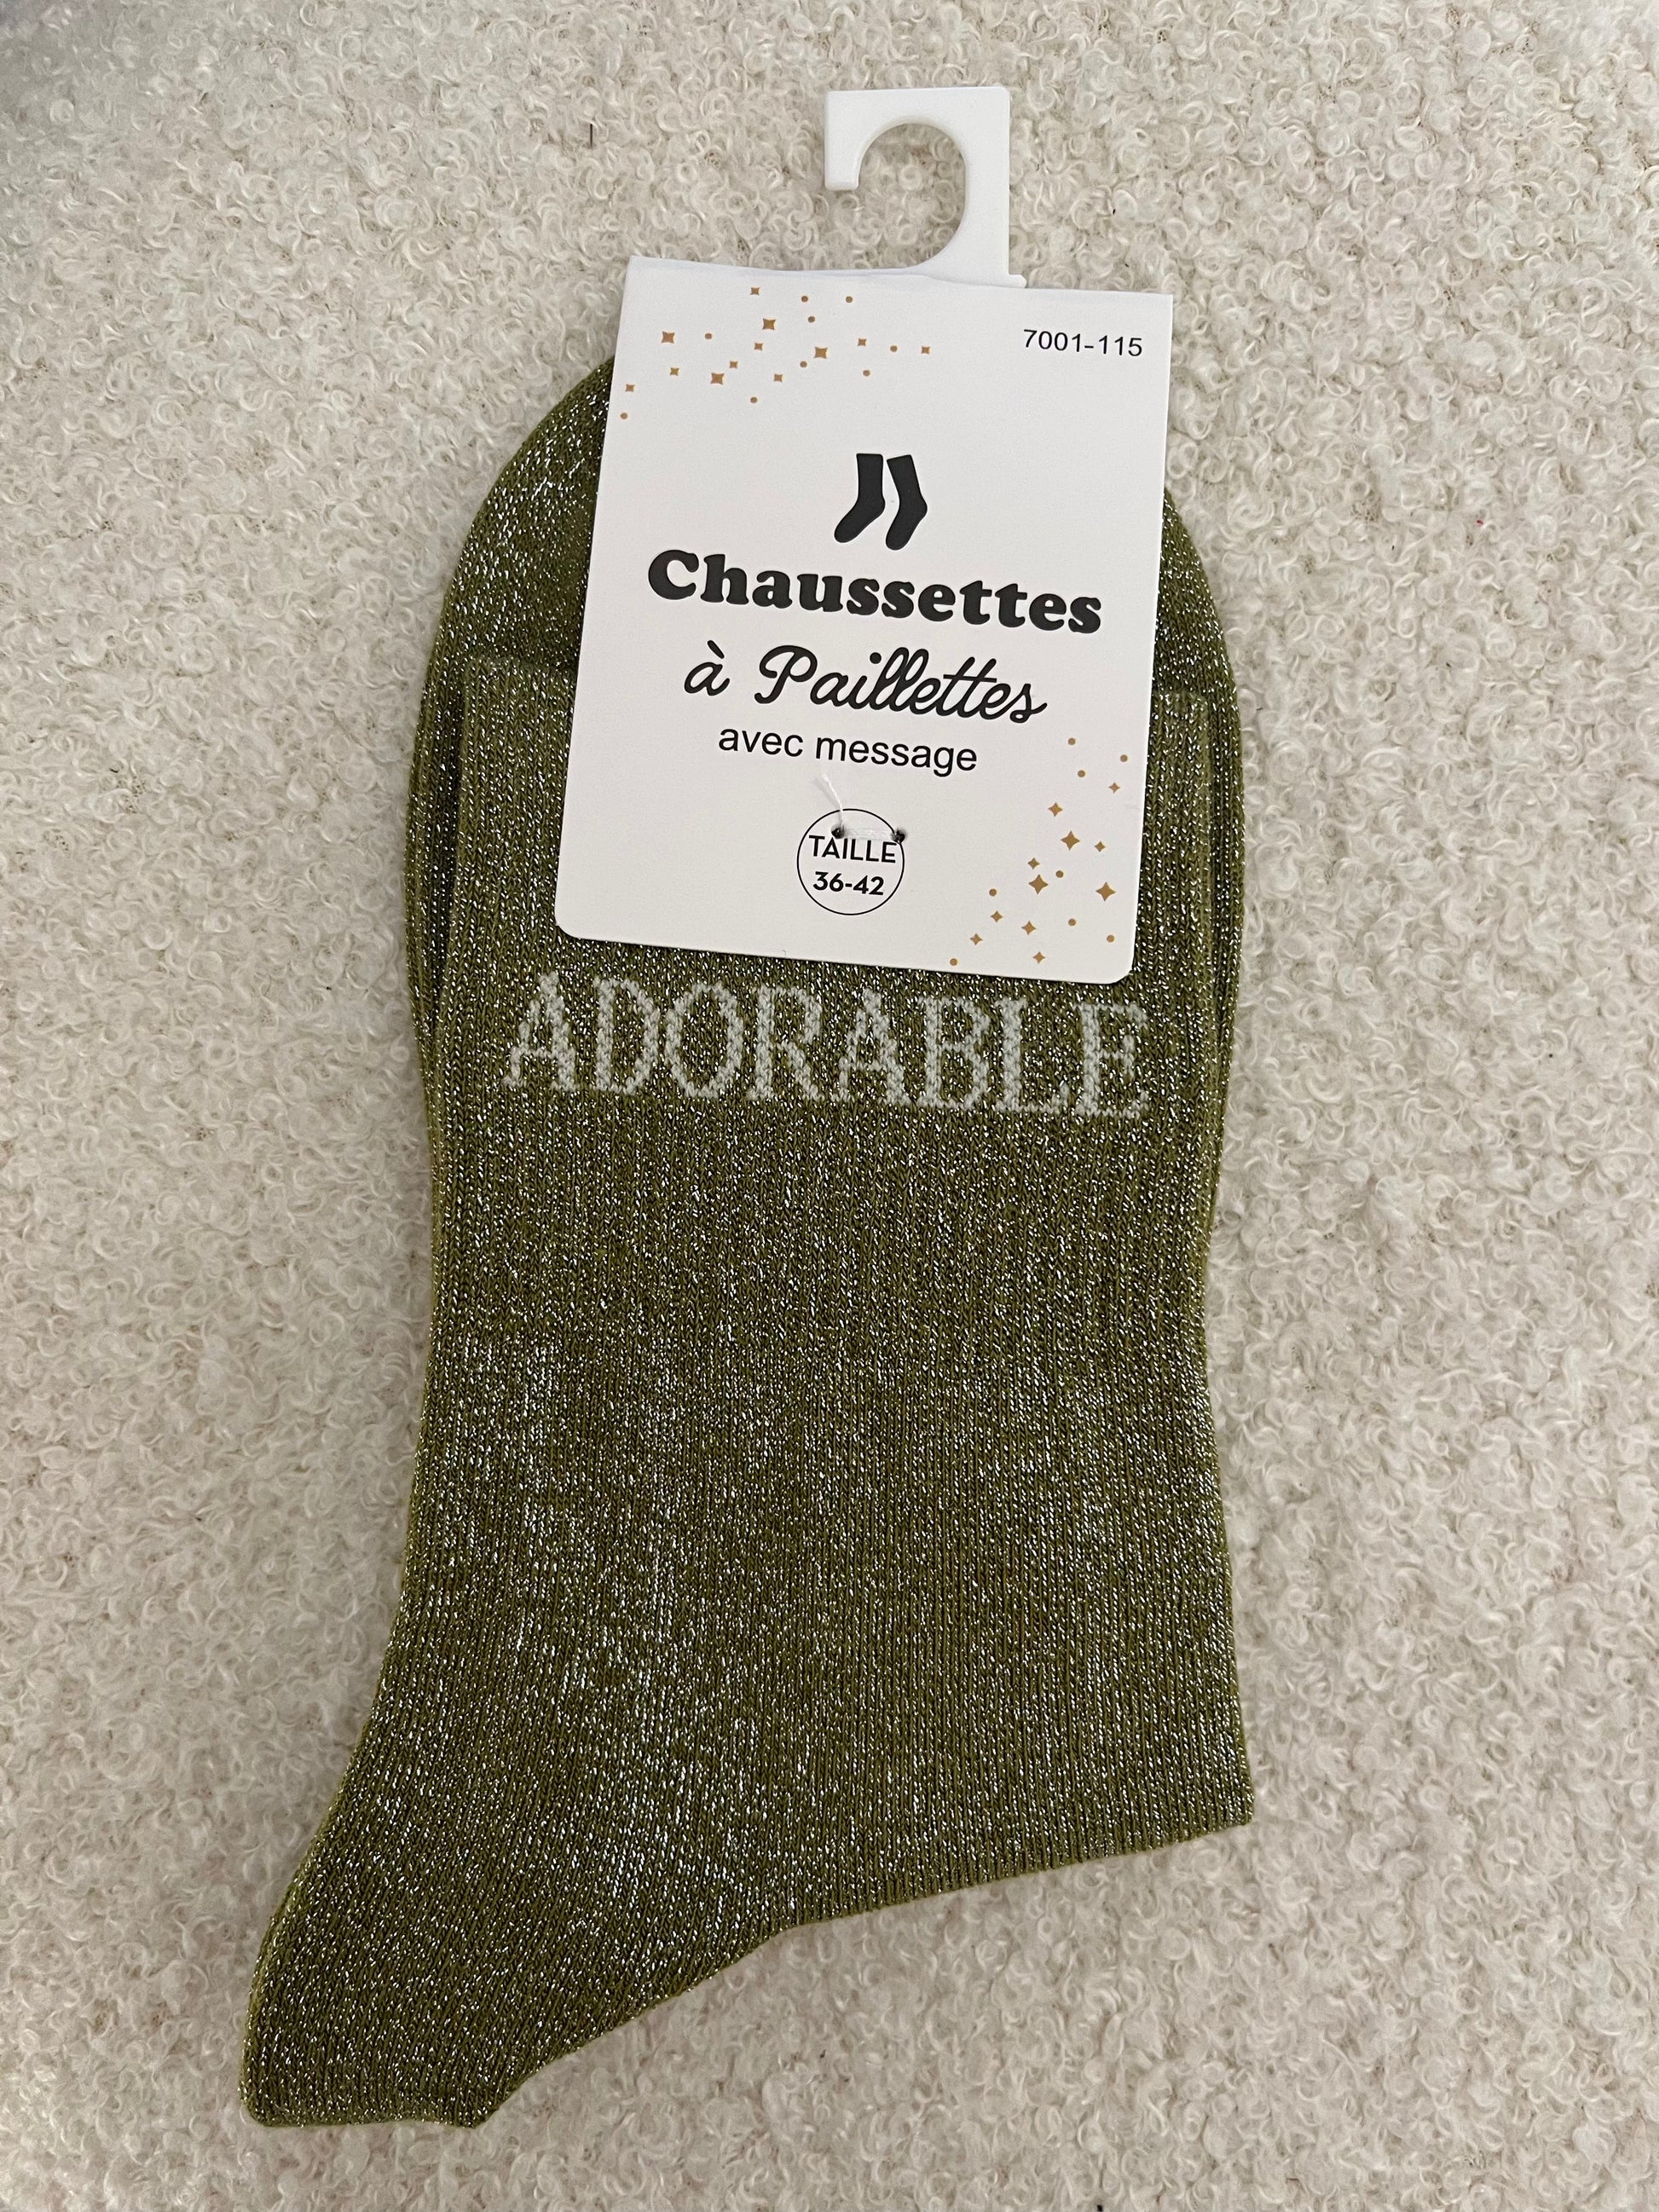 7001-115
Chaussettes
à Paillettes
avec message
TAILLE
36-42
ADORABLE